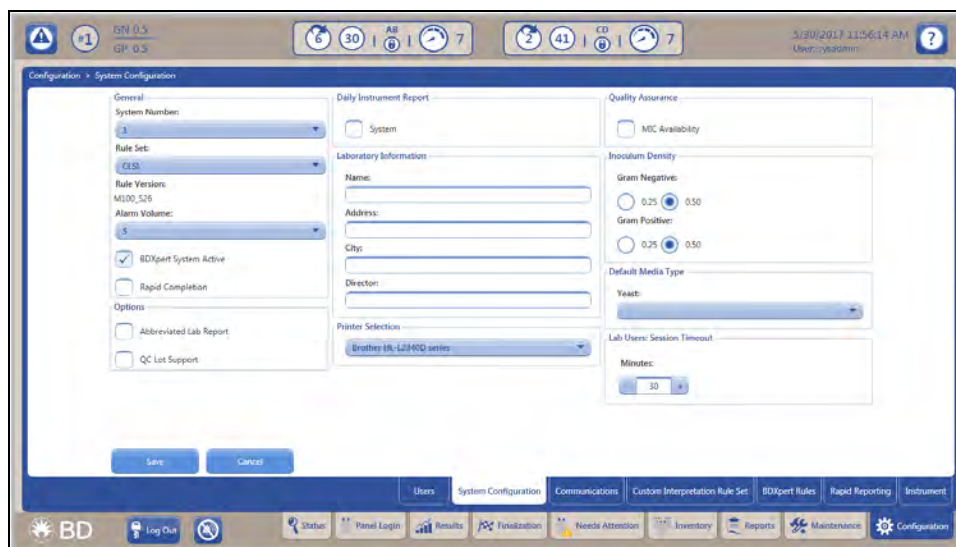 #1
GN 0.5
GP 0.5
6 30 AB 7
2 41 CD 7
5/30/2017 11:56:14 AM
User: sysadmin
?
Configuration > System Configuration
General
System Number:
1
Rule Set:
CLSI
Rule Version:
M100_S26
Alarm Volume:
5
BDXpert System Active
Rapid Completion
Options
Abbreviated Lab Report
QC Lot Support
Daily Instrument Report
System
Laboratory Information
Name:
Address:
City:
Director:
Printer Selection
Brother HL-L2340D series
Quality Assurance
MIC Availability
Inoculum Density
Gram Negative:
0.25 0.50
Gram Positive:
0.25 0.50
Default Media Type
Yeast:
Lab Users: Session Timeout
Minutes:
- 30 +
Save Cancel
Users System Configuration Communications Custom Interpretation Rule Set BDXpert Rules Rapid Reporting Instrument
BD Log Out Status Panel Login Results Finalization Needs Attention Inventory Reports Maintenance Configuration